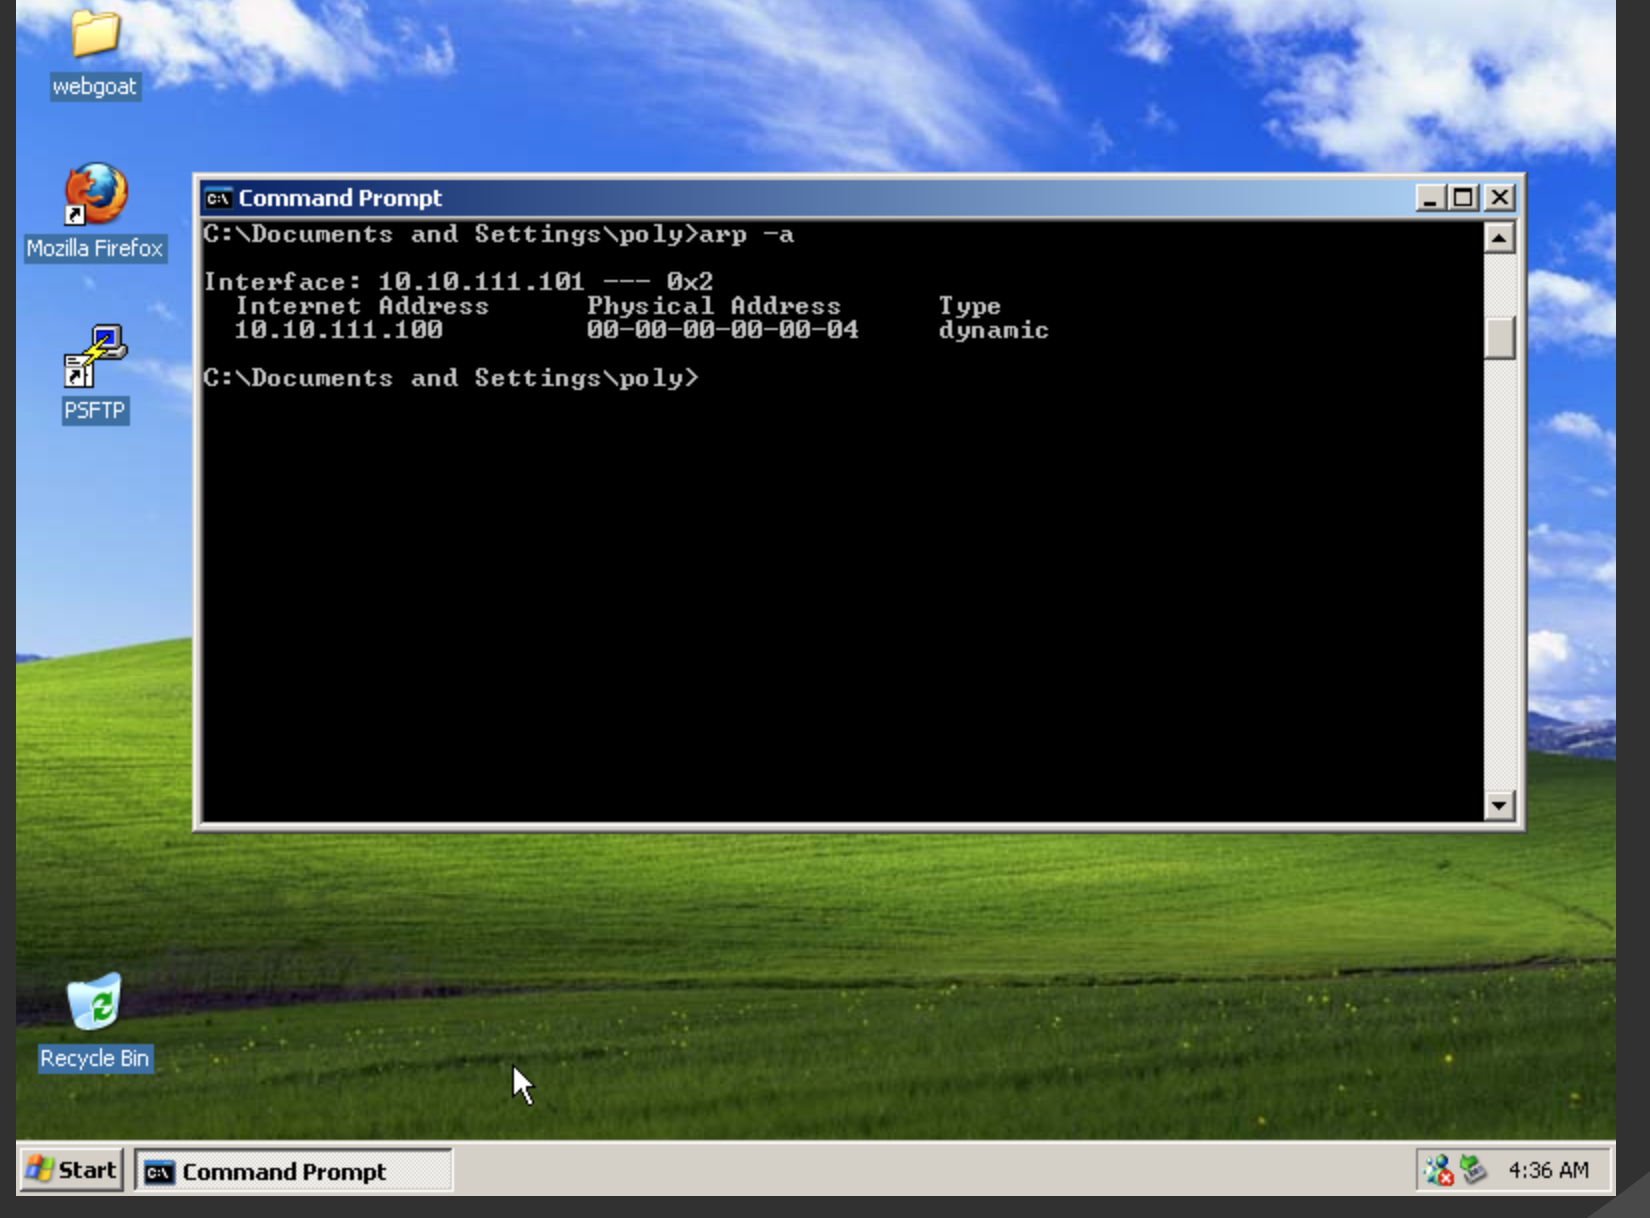 webgoat
Mozilla Firefox
PSFTP
Recycle Bin
Command Prompt
C:\Documents and Settings\poly>arp -a
Interface: 10.10.111.101 --- 0x2
Internet Address Physical Address Type
10.10.111.100 00-00-00-00-00-04 dynamic
C:\Documents and Settings\poly>
Start
Command Prompt
4:36 AM